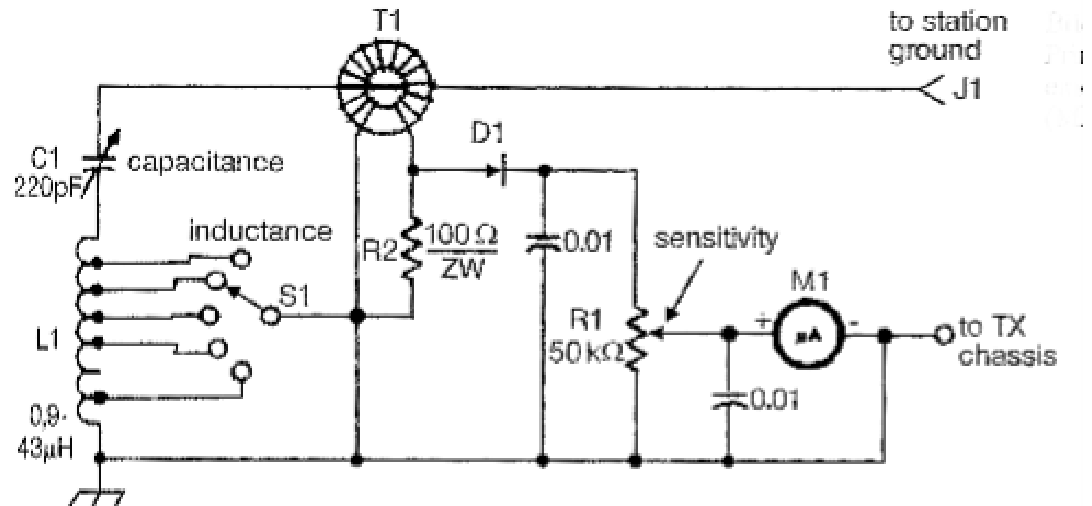 T1
to station
ground
J1
D1
C1
220pF
capacitance
inductance
R2
100 Ω
ZW
0.01
sensitivity
S1
M1
L1
R1
50 kΩ
+
µA
-
to TX
chassis
0.01
0,9-
43µH